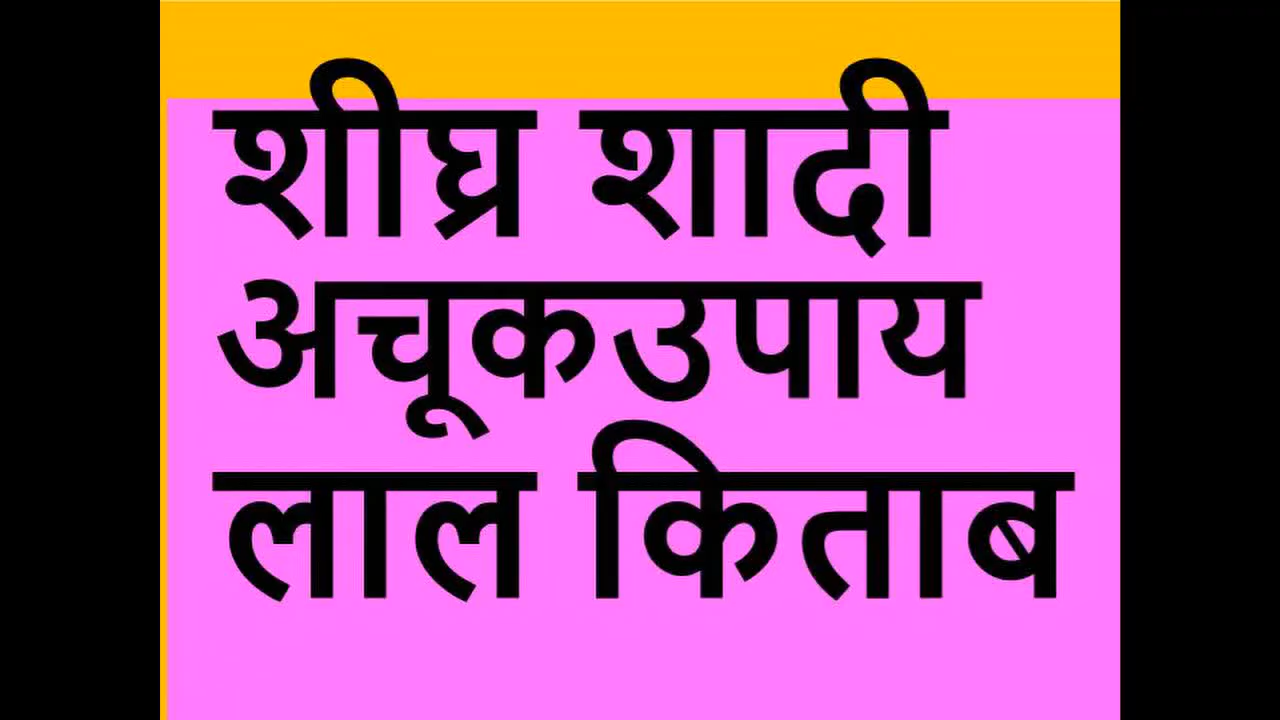 शीघ्र शादी
अचूकउपाय
लाल किताब